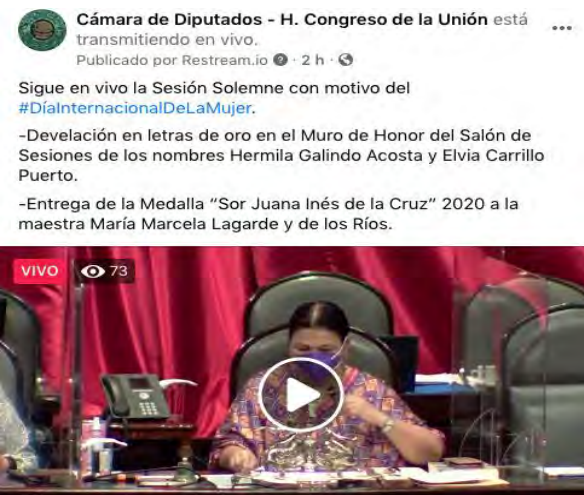 Cámara de Diputados - H. Congreso de la Unión está
transmitiendo en vivo.
Publicado por Restream.io · 2 h ·
Sigue en vivo la Sesión Solemne con motivo del
#DíaInternacionalDeLaMujer.
-Develación en letras de oro en el Muro de Honor del Salón de
Sesiones de los nombres Hermila Galindo Acosta y Elvia Carrillo
Puerto.
-Entrega de la Medalla “Sor Juana Inés de la Cruz” 2020 a la
maestra María Marcela Lagarde y de los Ríos.
VIVO 73